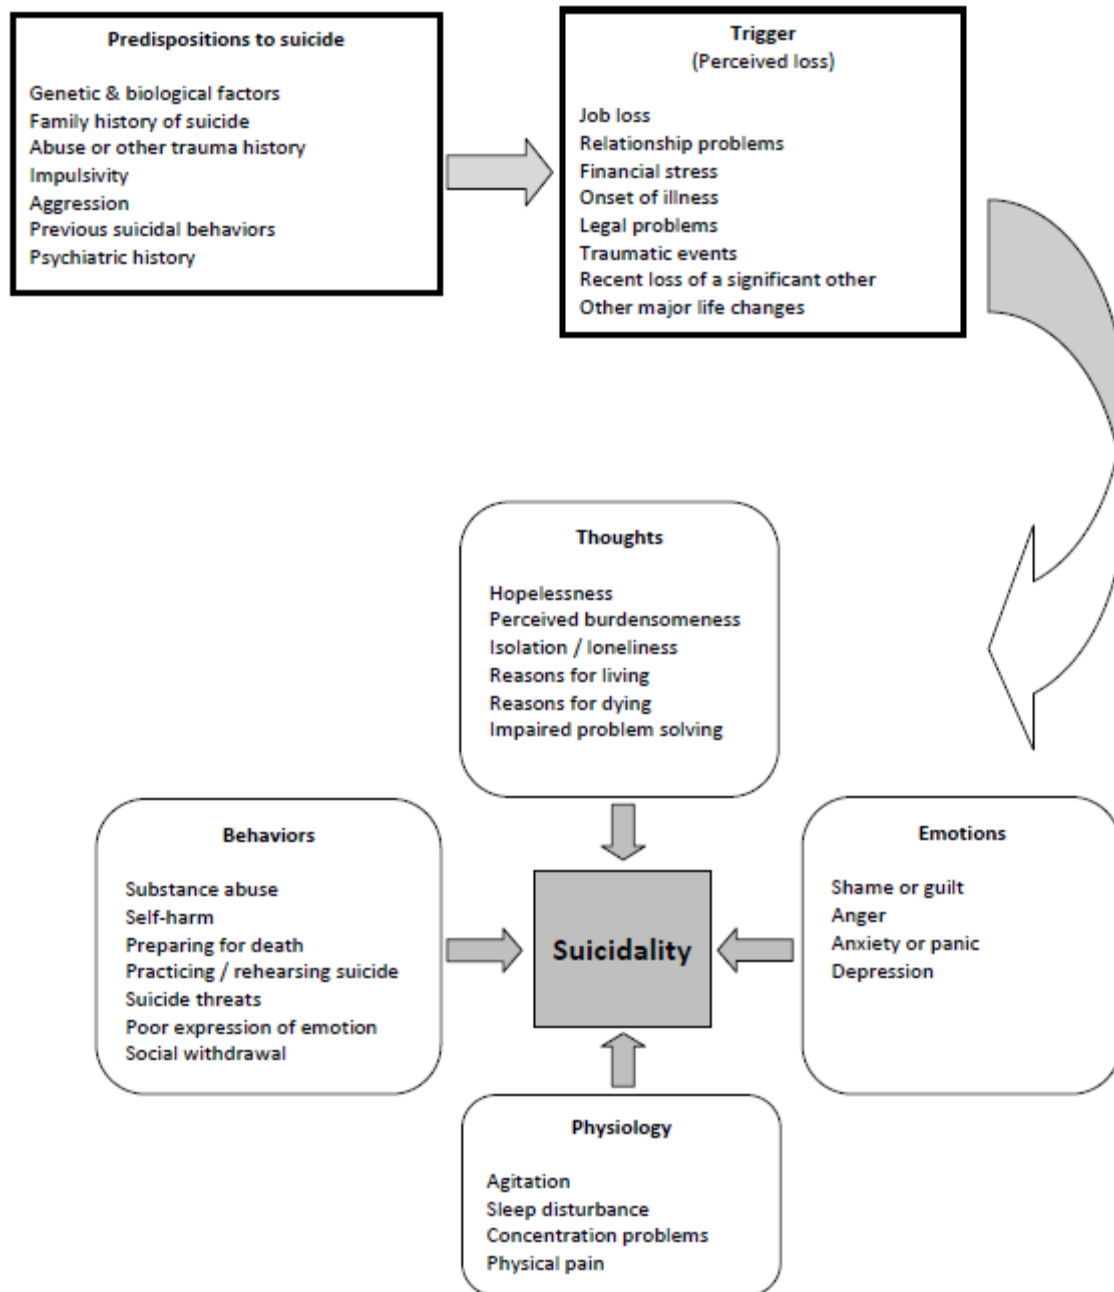 Predispositions to suicide
Genetic & biological factors
Family history of suicide
Abuse or other trauma history
Impulsivity
Aggression
Previous suicidal behaviors
Psychiatric history
Trigger
(Perceived loss)
Job loss
Relationship problems
Financial stress
Onset of illness
Legal problems
Traumatic events
Recent loss of a significant other
Other major life changes
Thoughts
Hopelessness
Perceived burdensomeness
Isolation / loneliness
Reasons for living
Reasons for dying
Impaired problem solving
Behaviors
Substance abuse
Self-harm
Preparing for death
Practicing / rehearsing suicide
Suicide threats
Poor expression of emotion
Social withdrawal
Suicidality
Emotions
Shame or guilt
Anger
Anxiety or panic
Depression
Physiology
Agitation
Sleep disturbance
Concentration problems
Physical pain